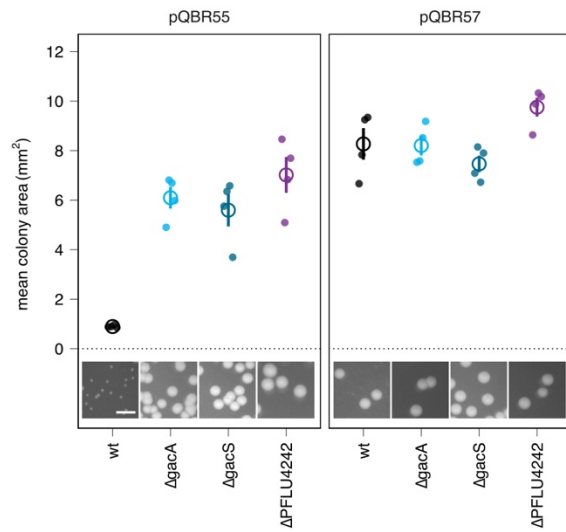 pQBR55
pQBR57
mean colony area (mm²)
12
10
8
6
4
2
0
wt
ΔgacA
ΔgacS
ΔPFLU4242
wt
ΔgacA
ΔgacS
ΔPFLU4242